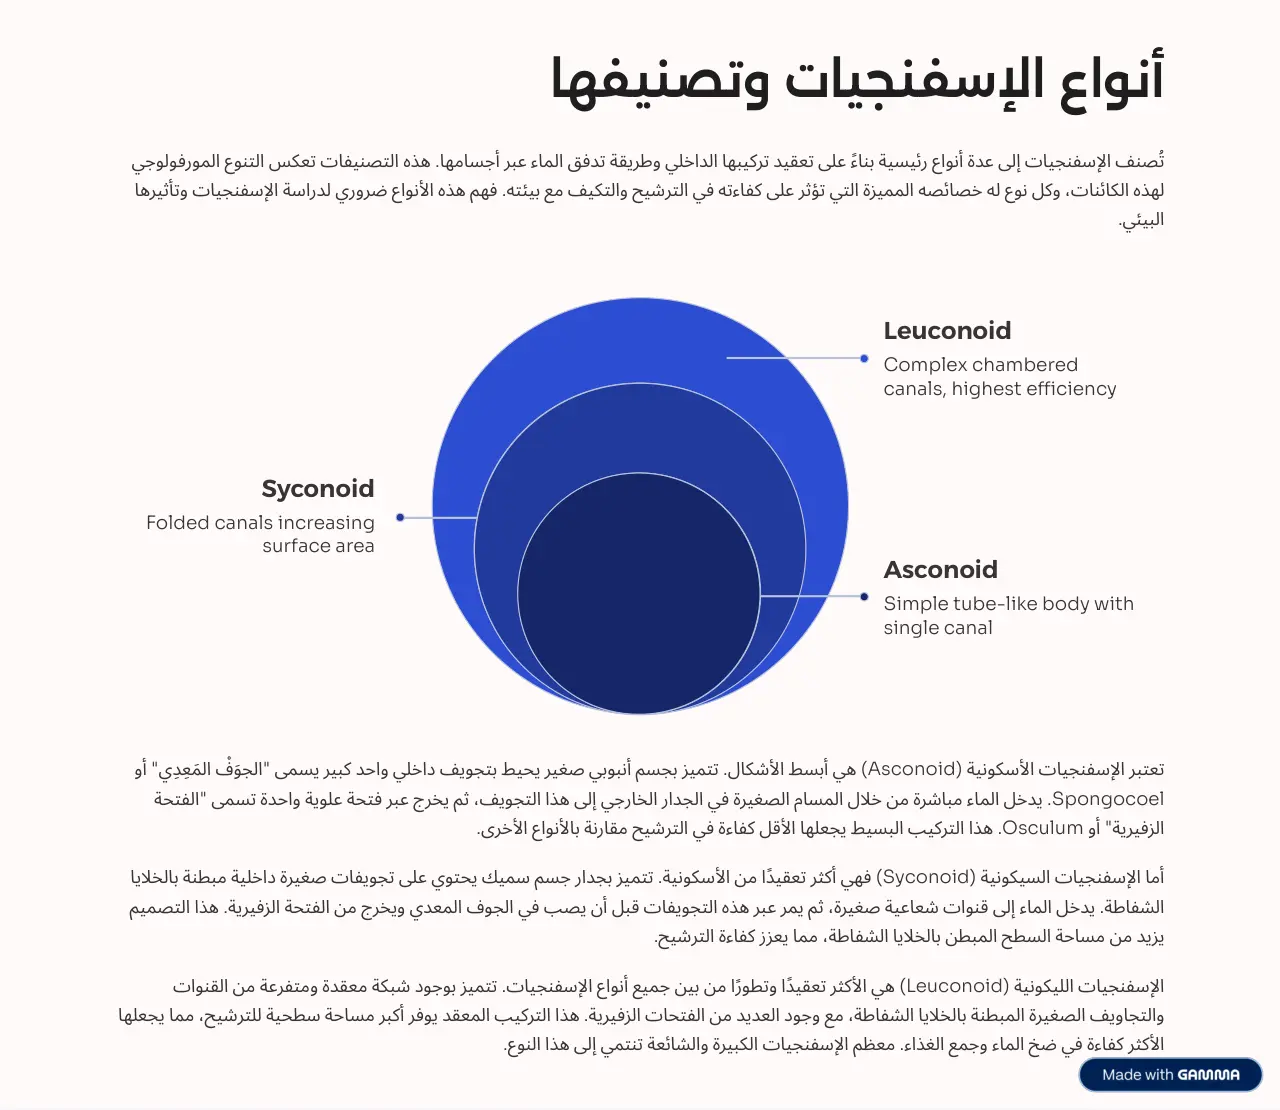 أنواع الإسفنجيات وتصنيفها
تُصنف الإسفنجيات إلى عدة أنواع رئيسية بناءً على تعقيد تركيبها الداخلي وطريقة تدفق الماء عبر أجسامها. هذه التصنيفات تعكس التنوع المورفولوجي
لهذه الكائنات، وكل نوع له خصائصه المميزة التي تؤثر على كفاءته في الترشيح والتكيف مع بيئته. فهم هذه الأنواع ضروري لدراسة الإسفنجيات وتأثيرها
البيئي.
Leuconoid
Complex chambered
canals, highest efficiency
Syconoid
Folded canals increasing
surface area
Asconoid
Simple tube-like body with
single canal
تعتبر الإسفنجيات الأسكونية (Asconoid) هي أبسط الأشكال. تتميز بجسم أنبوبي صغير يحيط بتجويف داخلي واحد كبير يسمى "الجوَفْ المَعِدِي" أو
Spongocoel. يدخل الماء مباشرة من خلال المسام الصغيرة في الجدار الخارجي إلى هذا التجويف، ثم يخرج عبر فتحة علوية واحدة تسمى "الفتحة
الزفيرية" أو Osculum. هذا التركيب البسيط يجعلها الأقل كفاءة في الترشيح مقارنة بالأنواع الأخرى.
أما الإسفنجيات السيكونية (Syconoid) فهي أكثر تعقيدًا من الأسكونية. تتميز بجدار جسم سميك يحتوي على تجويفات صغيرة داخلية مبطنة بالخلايا
الشفاطة. يدخل الماء إلى قنوات شعاعية صغيرة، ثم يمر عبر هذه التجويفات قبل أن يصب في الجوف المعدي ويخرج من الفتحة الزفيرية. هذا التصميم
يزيد من مساحة السطح المبطن بالخلايا الشفاطة، مما يعزز كفاءة الترشيح.
الإسفنجيات الليكونية (Leuconoid) هي الأكثر تعقيدًا وتطورًا من بين جميع أنواع الإسفنجيات. تتميز بوجود شبكة معقدة ومتفرعة من القنوات
والتجاويف الصغيرة المبطنة بالخلايا الشفاطة، مع وجود العديد من الفتحات الزفيرية. هذا التركيب المعقد يوفر أكبر مساحة سطحية للترشيح، مما يجعلها
الأكثر كفاءة في ضخ الماء وجمع الغذاء. معظم الإسفنجيات الكبيرة والشائعة تنتمي إلى هذا النوع.
Made with GAMMA